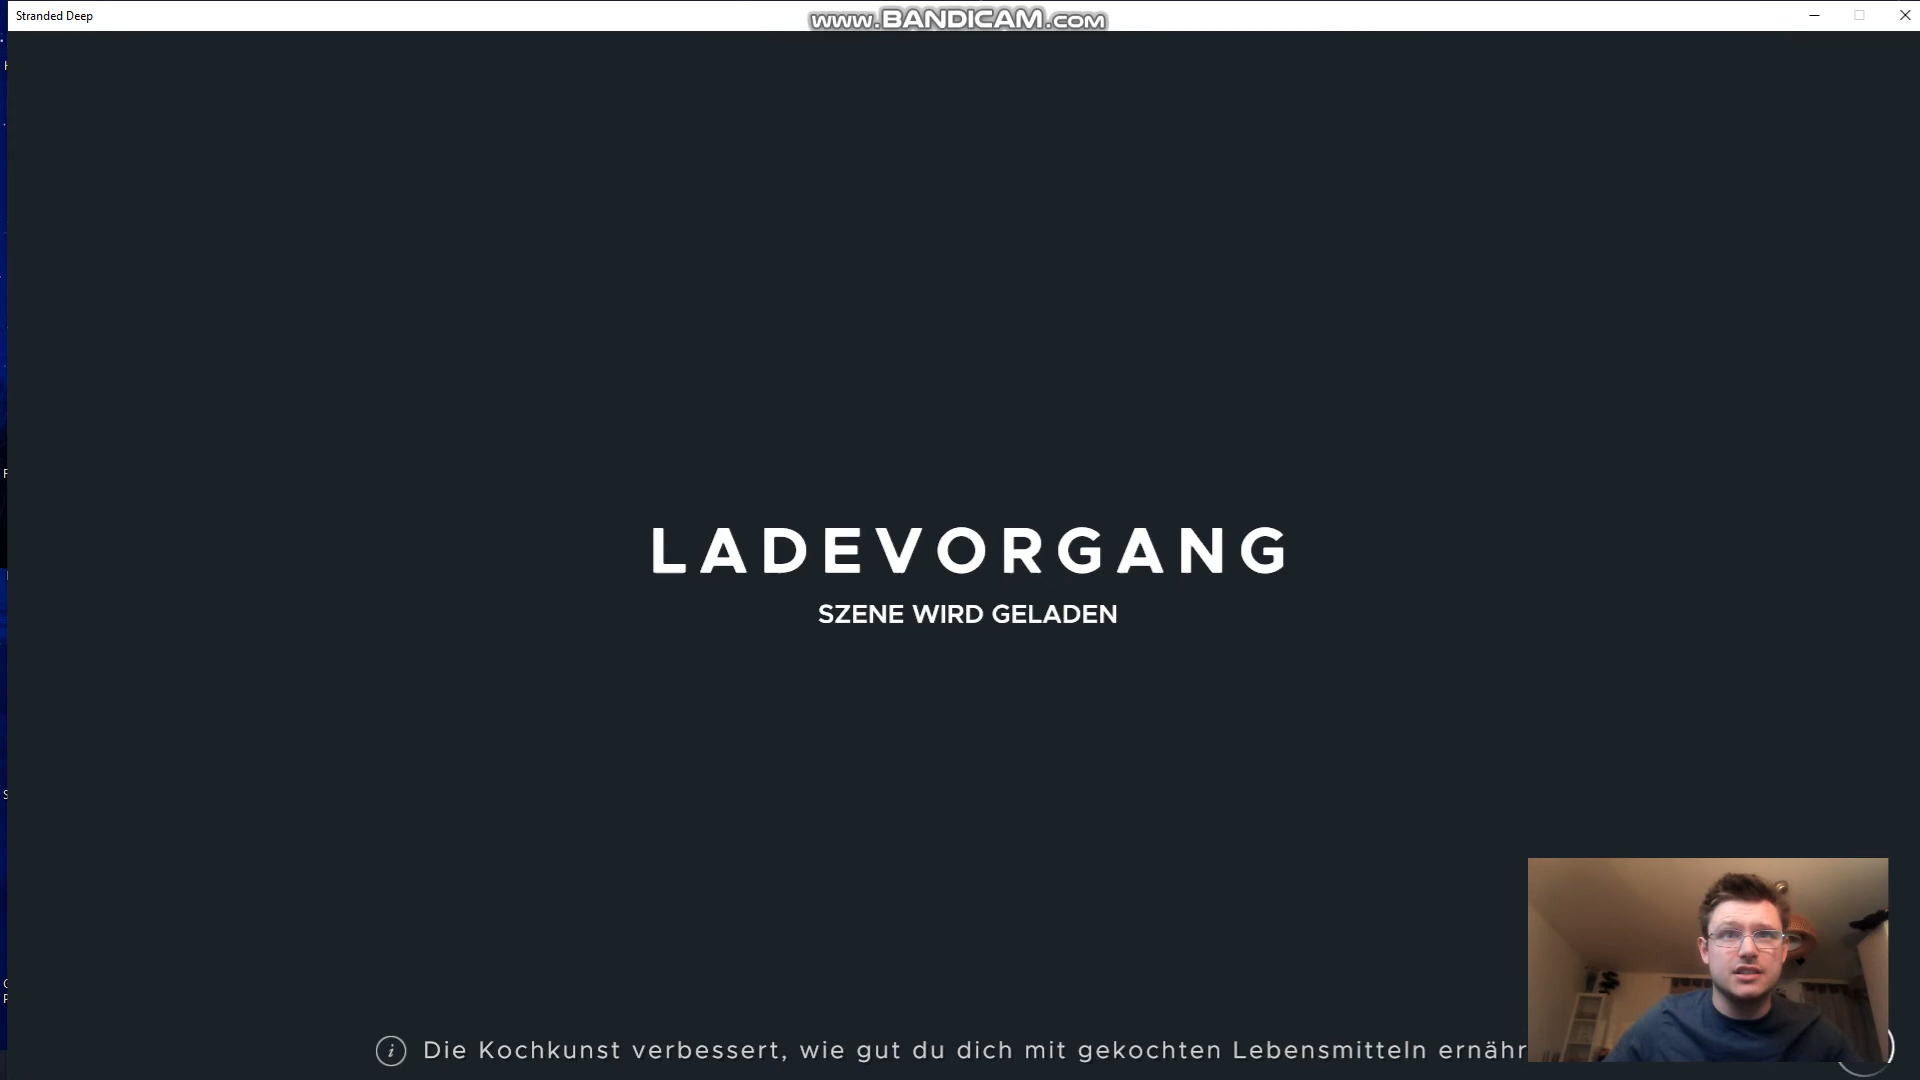 Stranded Deep
www.BANDICAM.com
LADEVORGANG
SZENE WIRD GELADEN
Die Kochkunst verbessert, wie gut du dich mit gekochten Lebensmitteln ernähr